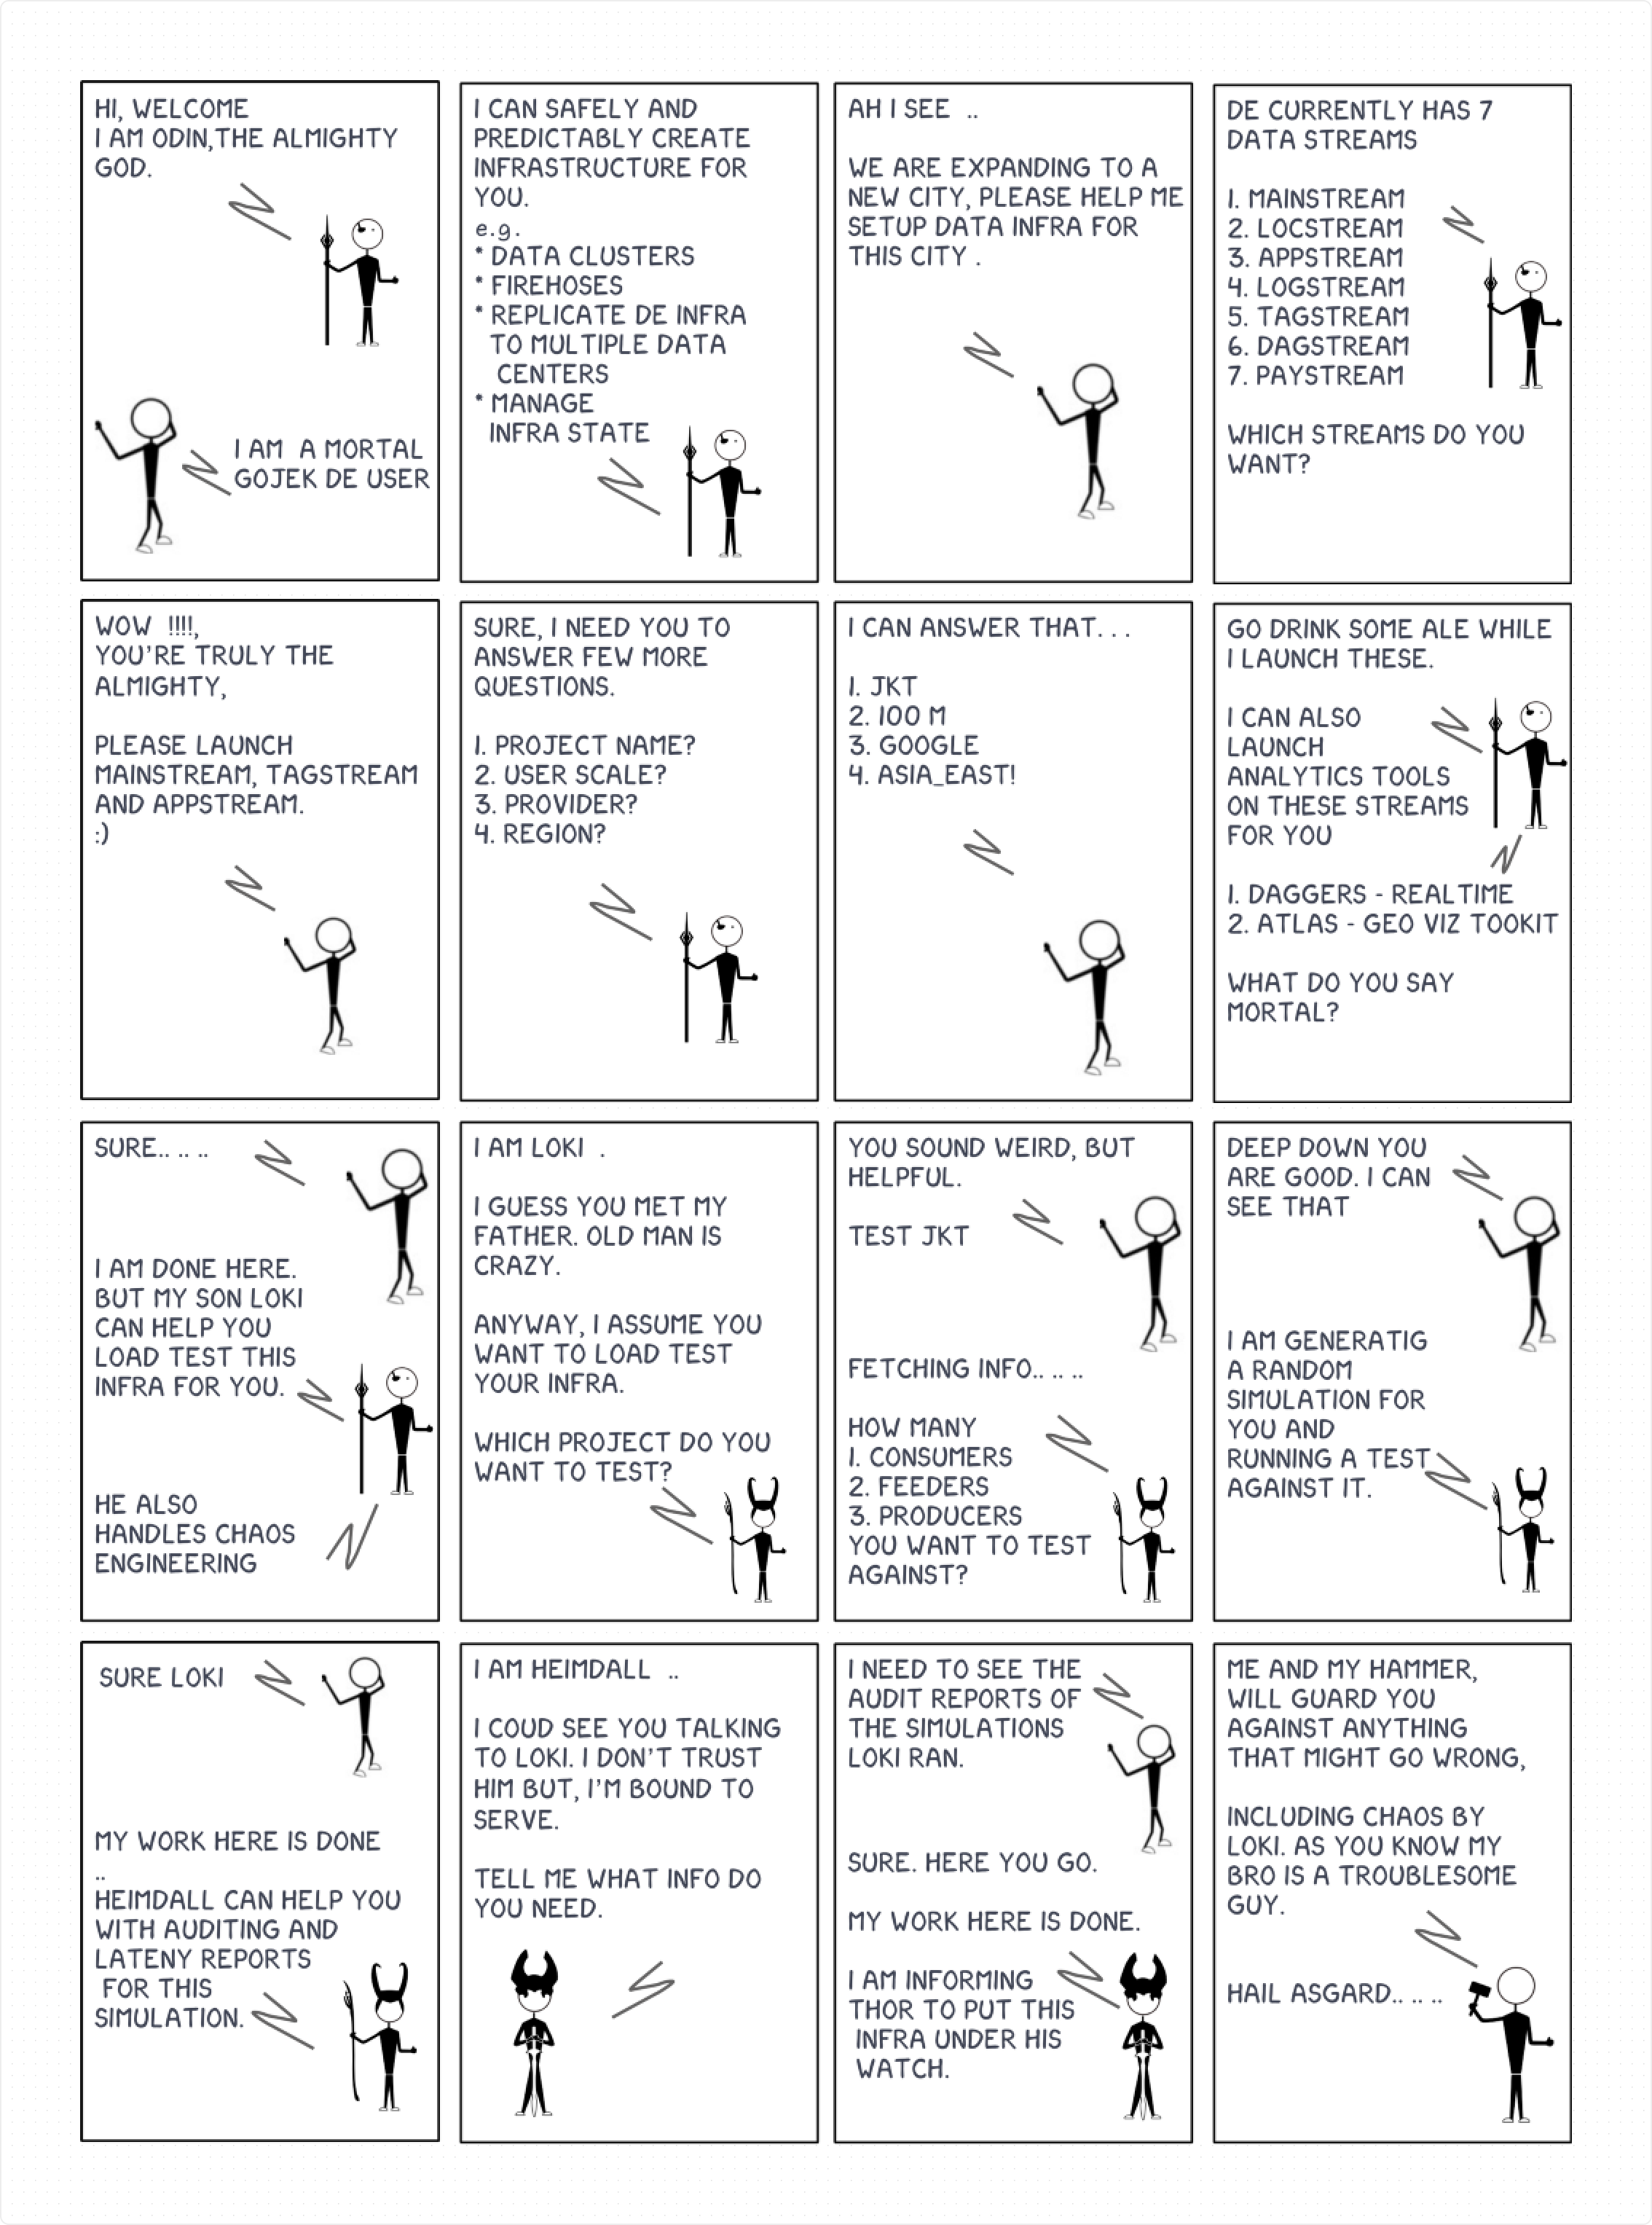 HI, WELCOME
I AM ODIN,THE ALMIGHTY
GOD.
I AM A MORTAL
GOJEK DE USER
I CAN SAFELY AND
PREDICTABLY CREATE
INFRASTRUCTURE FOR
YOU.
e.g.
* DATA CLUSTERS
* FIREHOSES
* REPLICATE DE INFRA
TO MULTIPLE DATA
CENTERS
* MANAGE
INFRA STATE
AH I SEE ..
WE ARE EXPANDING TO A
NEW CITY, PLEASE HELP ME
SETUP DATA INFRA FOR
THIS CITY .
DE CURRENTLY HAS 7
DATA STREAMS
1. MAINSTREAM
2. LOCSTREAM
3. APPSTREAM
4. LOGSTREAM
5. TAGSTREAM
6. DAGSTREAM
7. PAYSTREAM
WHICH STREAMS DO YOU
WANT?
WOW !!!!,
YOU'RE TRULY THE
ALMIGHTY,
PLEASE LAUNCH
MAINSTREAM, TAGSTREAM
AND APPSTREAM.
:)
SURE, I NEED YOU TO
ANSWER FEW MORE
QUESTIONS.
1. PROJECT NAME?
2. USER SCALE?
3. PROVIDER?
4. REGION?
I CAN ANSWER THAT. . .
1. JKT
2. 100 M
3. GOOGLE
4. ASIA_EAST!
GO DRINK SOME ALE WHILE
I LAUNCH THESE.
I CAN ALSO
LAUNCH
ANALYTICS TOOLS
ON THESE STREAMS
FOR YOU
1. DAGGERS - REALTIME
2. ATLAS - GEO VIZ TOOKIT
WHAT DO YOU SAY
MORTAL?
SURE.. .. ..
I AM DONE HERE.
BUT MY SON LOKI
CAN HELP YOU
LOAD TEST THIS
INFRA FOR YOU.
HE ALSO
HANDLES CHAOS
ENGINEERING
I AM LOKI .
I GUESS YOU MET MY
FATHER. OLD MAN IS
CRAZY.
ANYWAY, I ASSUME YOU
WANT TO LOAD TEST
YOUR INFRA.
WHICH PROJECT DO YOU
WANT TO TEST?
YOU SOUND WEIRD, BUT
HELPFUL.
TEST JKT
FETCHING INFO.. .. ..
HOW MANY
1. CONSUMERS
2. FEEDERS
3. PRODUCERS
YOU WANT TO TEST
AGAINST?
DEEP DOWN YOU
ARE GOOD. I CAN
SEE THAT
I AM GENERATIG
A RANDOM
SIMULATION FOR
YOU AND
RUNNING A TEST
AGAINST IT.
SURE LOKI
MY WORK HERE IS DONE
..
HEIMDALL CAN HELP YOU
WITH AUDITING AND
LATENY REPORTS
FOR THIS
SIMULATION.
I AM HEIMDALL ..
I COUD SEE YOU TALKING
TO LOKI. I DON'T TRUST
HIM BUT, I'M BOUND TO
SERVE.
TELL ME WHAT INFO DO
YOU NEED.
I NEED TO SEE THE
AUDIT REPORTS OF
THE SIMULATIONS
LOKI RAN.
SURE. HERE YOU GO.
MY WORK HERE IS DONE.
I AM INFORMING
THOR TO PUT THIS
INFRA UNDER HIS
WATCH.
ME AND MY HAMMER,
WILL GUARD YOU
AGAINST ANYTHING
THAT MIGHT GO WRONG,
INCLUDING CHAOS BY
LOKI. AS YOU KNOW MY
BRO IS A TROUBLESOME
GUY.
HAIL ASGARD.. .. ..